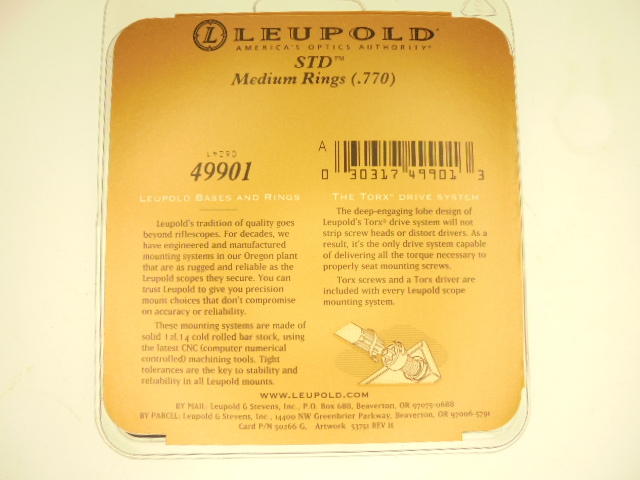 L LEUPOLD®
AMERICA'S OPTICS AUTHORITY®
STD™
Medium Rings (.770)
49901
A
0 30317 49901 3
LEUPOLD BASES AND RINGS
Leupold's tradition of quality goes
beyond riflescopes. For decades, we
have engineered and manufactured
mounting systems in our Oregon plant
that are as rugged and reliable as the
Leupold scopes they secure. You can
trust Leupold to give you precision
mount choices that don't compromise
on accuracy or reliability.
These mounting systems are made of
solid 12L14 cold rolled bar stock, using
the latest CNC (computer numerical
controlled) machining tools. Tight
tolerances are the key to stability and
reliability in all Leupold mounts.
THE TORX® DRIVE SYSTEM
The deep-engaging lobe design of
Leupold's Torx® drive system will not
strip screw heads or distort drivers. As a
result, it's the only drive system capable
of delivering all the torque necessary to
properly seat mounting screws.
Torx screws and a Torx driver are
included with every Leupold scope
mounting system.
WWW.LEUPOLD.COM
BY MAIL: Leupold & Stevens, Inc., P.O. Box 688, Beaverton, OR 97075-0688
BY PARCEL: Leupold & Stevens, Inc., 14400 NW Greenbrier Parkway, Beaverton, OR 97006-5791
Card P/N 50266 G, Artwork 53751 REV H